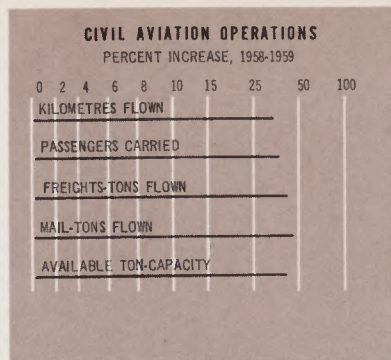 CIVIL AVIATION OPERATIONS
PERCENT INCREASE, 1958-1959
0 2 4 6 8 10 15 25 50 100
KILOMETRES FLOWN
PASSENGERS CARRIED
FREIGHTS-TONS FLOWN
MAIL-TONS FLOWN
AVAILABLE TON-CAPACITY